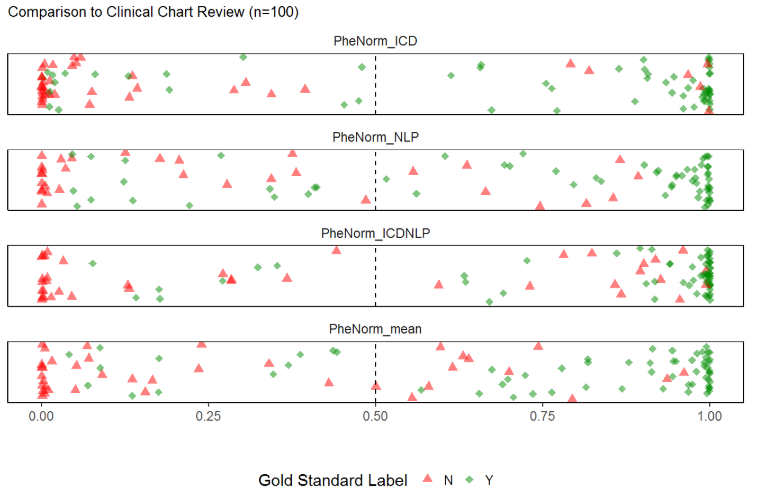 Comparison to Clinical Chart Review (n=100)
PheNorm_ICD
PheNorm_NLP
PheNorm_ICDNLP
PheNorm_mean
0.00 0.25 0.50 0.75 1.00
Gold Standard Label N Y